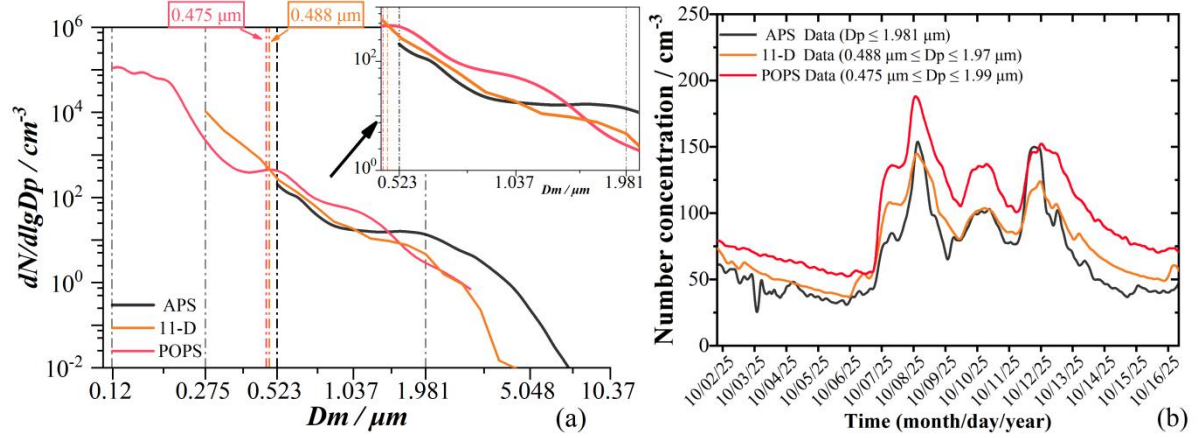 0.475 μm
0.488 μm
10^6
10^4
10^2
10^0
10^-2
dN/dlgDp / cm^-3
10^2
10^0
0.523
1.037
1.981
Dm / μm
APS
11-D
POPS
0.12
0.275
0.523
1.037
1.981
5.048
10.37
Dm / μm
(a)
250
200
150
100
50
0
Number concentration / cm^-3
APS Data (Dp ≤ 1.981 μm)
11-D Data (0.488 μm ≤ Dp ≤ 1.97 μm)
POPS Data (0.475 μm ≤ Dp ≤ 1.99 μm)
10/02/25
10/03/25
10/04/25
10/05/25
10/06/25
10/07/25
10/08/25
10/09/25
10/10/25
10/11/25
10/12/25
10/13/25
10/14/25
10/15/25
10/16/25
Time (month/day/year)
(b)